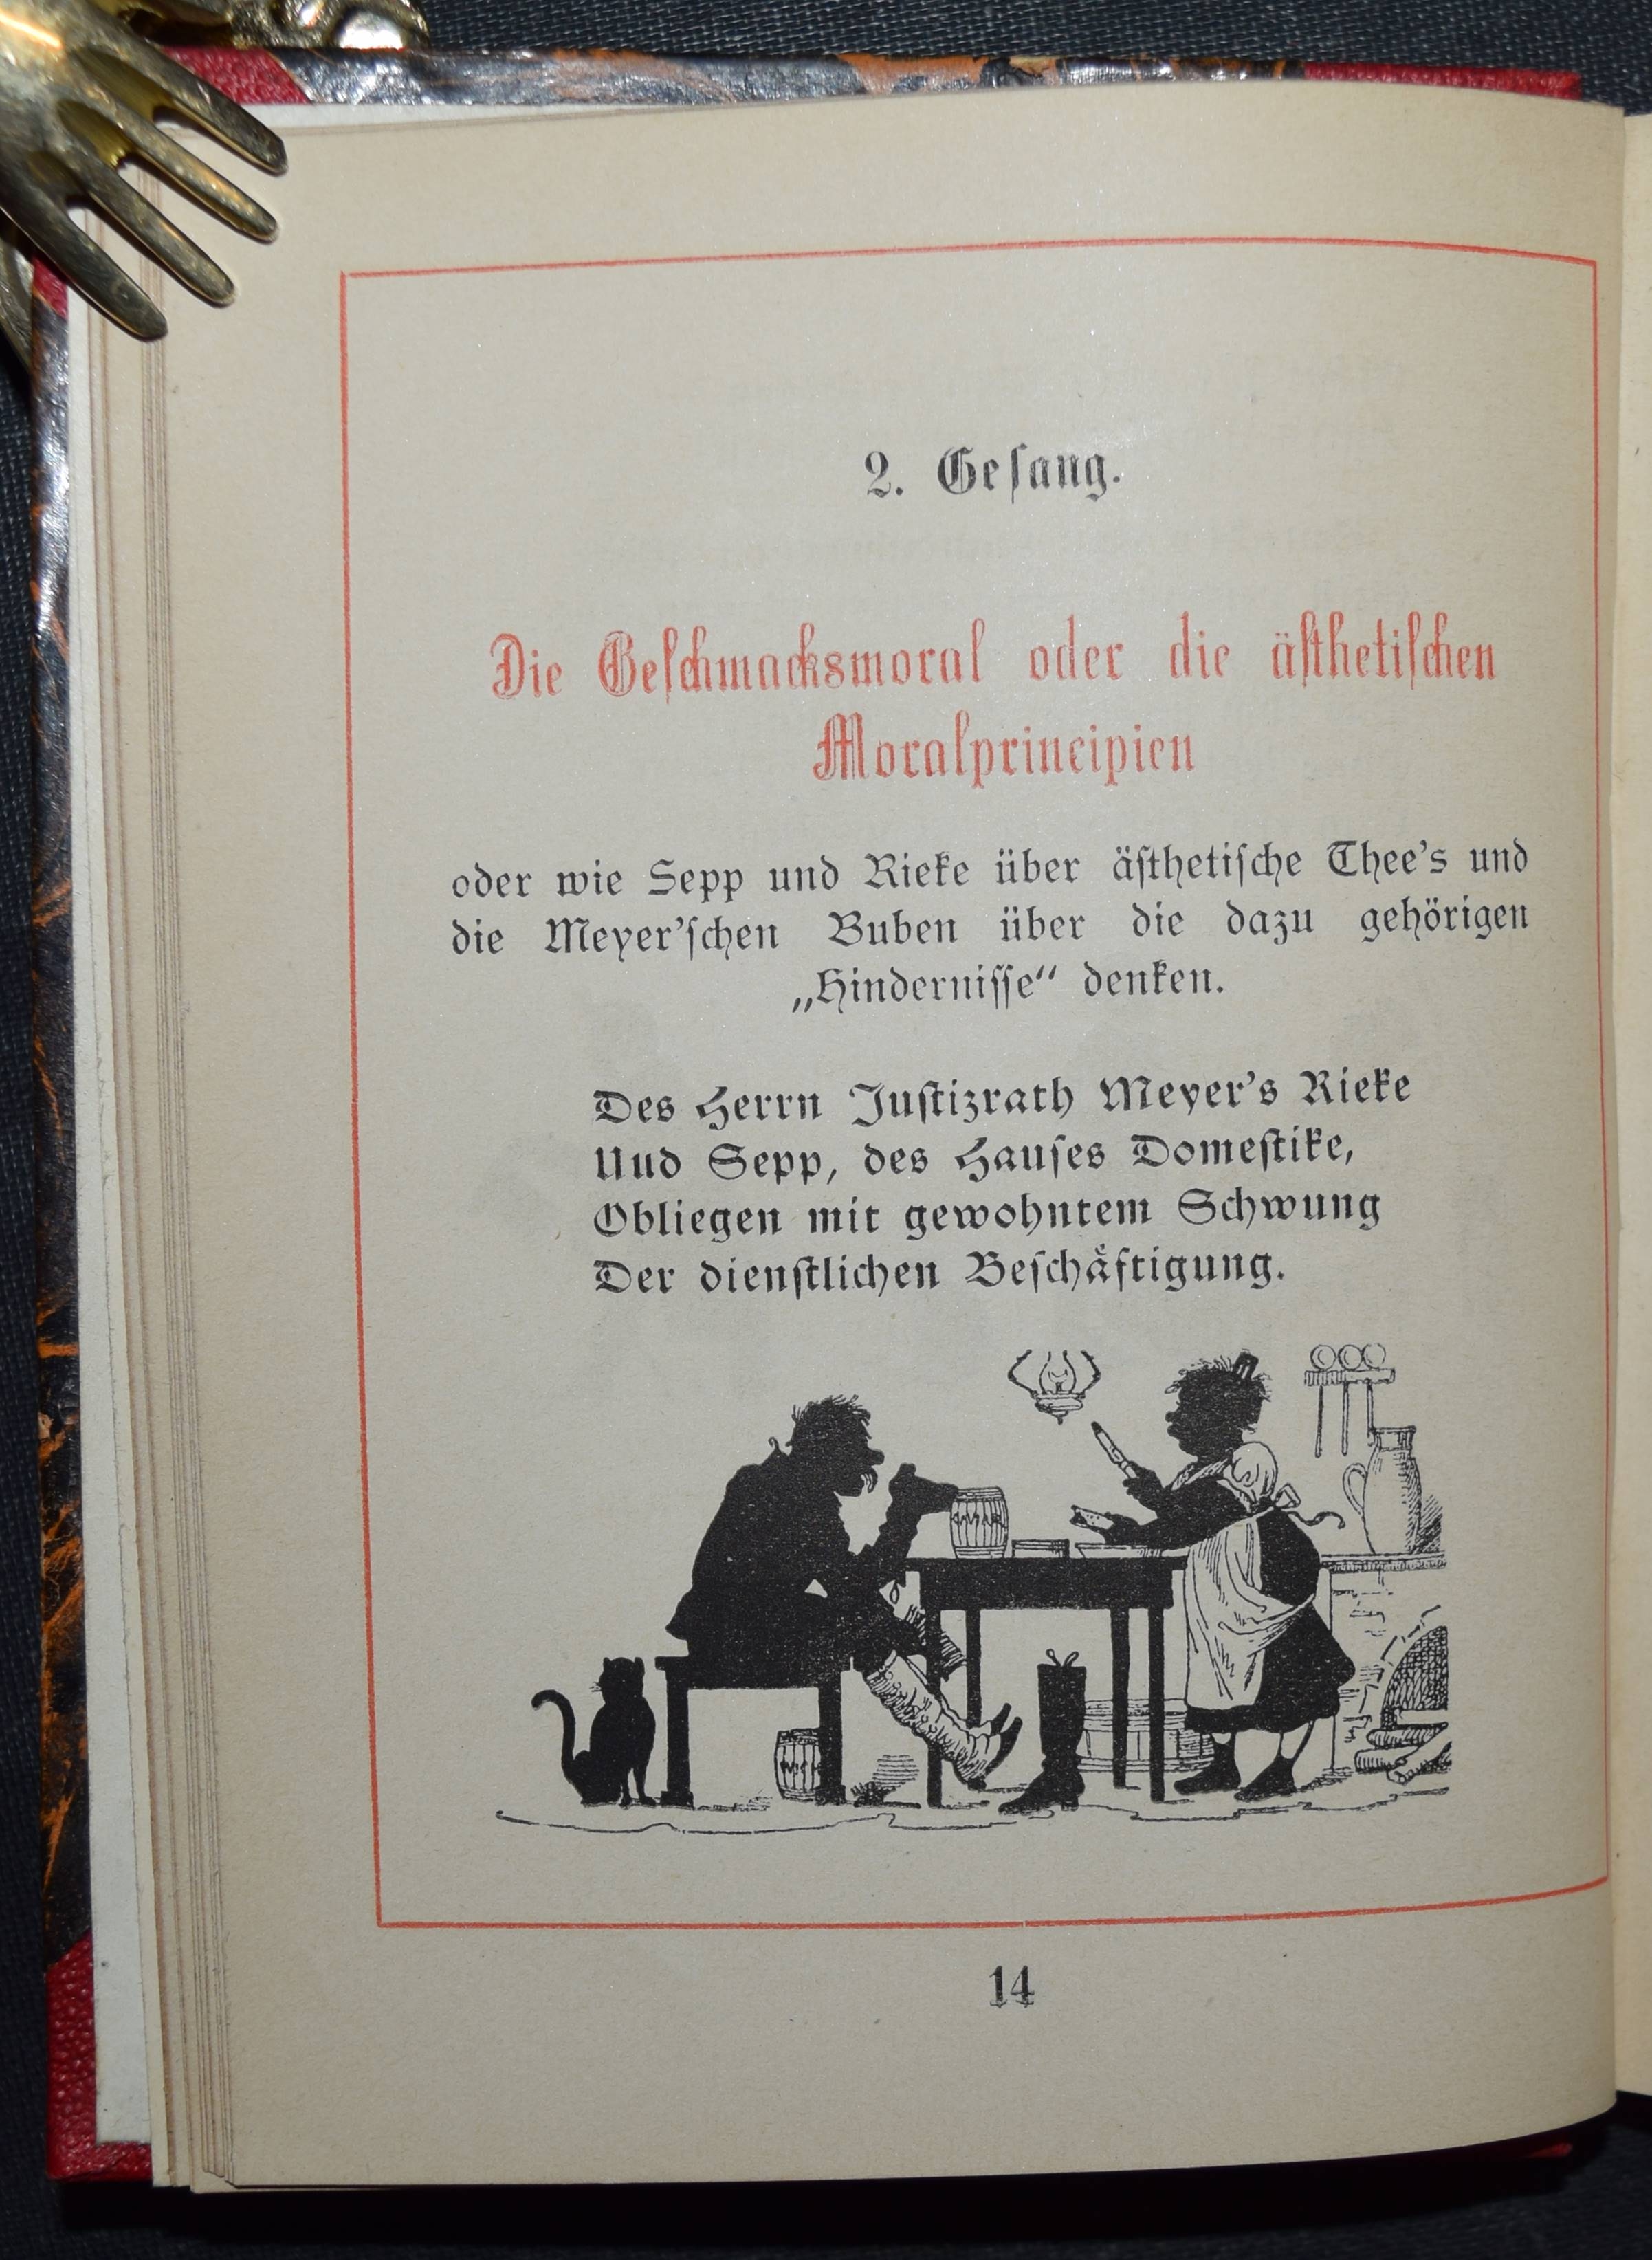 2. Geſang.
Die Geſchmacksmoral oder die äſthetiſchen
Moralprincipien
oder wie Sepp und Rieke über äſthetiſche Thee's und
die Meyer'ſchen Buben über die dazu gehörigen
„Hinderniſſe“ denken.
Des Herrn Juſtizrath Meyer's Rieke
Uud Sepp, des Hauſes Domeſtike,
Obliegen mit gewohntem Schwung
Der dienſtlichen Beſchäftigung.
14